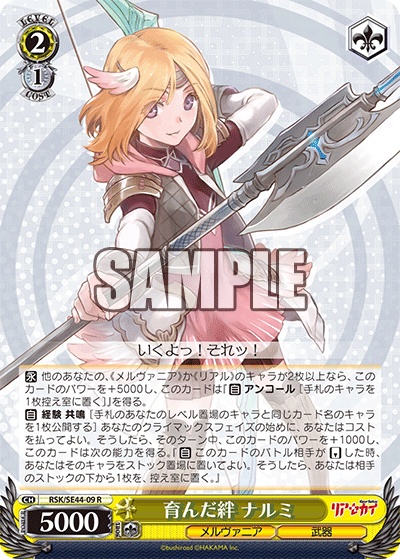 LEVEL
2
1
COST
SAMPLE
いくよっ!それッ!
永 他のあなたの、《メルヴァニア》か《リアル》のキャラが2枚以上なら、この
カードのパワーを+5000し、このカードは『自 アンコール [手札のキャラを
1枚控室に置く]』を得る。
自 経験 共鳴 [手札のあなたのレベル置場のキャラと同じカード名のキャラ
を1枚公開する] あなたのクライマックスフェイズの始めに、あなたはコスト
を払ってよい。そうしたら、そのターン中、このカードのパワーを+1000し、
このカードは次の能力を得る。『自 このカードのバトル相手が した時、
あなたはそのキャラをストック置場に置いてよい。そうしたら、あなたは相手
のストックの下から1枚を、控室に置く。』
CH RSK/SE44-09 R
POWER 5000 SOUL
育んだ絆 ナルミ
メルヴァニア 武器
©bushiroad ©HAKAMA Inc.